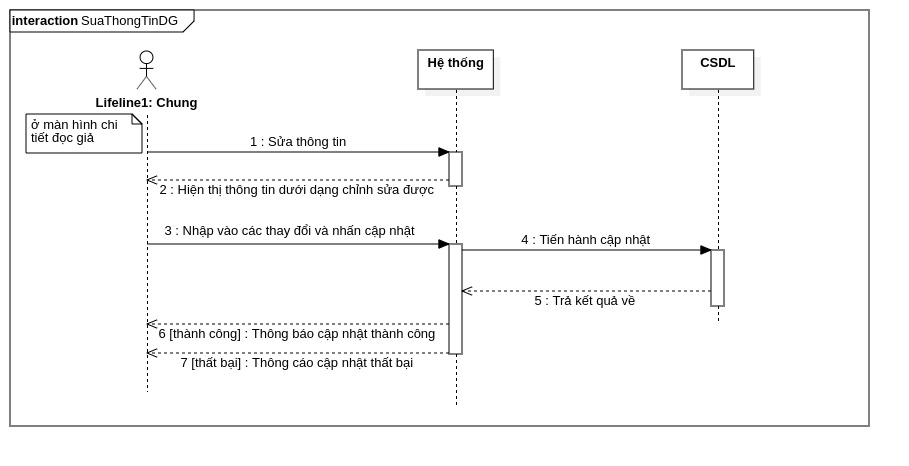 interaction SuaThongTinDG
Hệ thống
CSDL
Lifeline1: Chung
ở màn hình chi
tiết đọc giả
1 : Sửa thông tin
2 : Hiện thị thông tin dưới dạng chỉnh sửa được
3 : Nhập vào các thay đổi và nhấn cập nhật
4 : Tiến hành cập nhật
5 : Trả kết quả về
6 [thành công] : Thông báo cập nhật thành công
7 [thất bại] : Thông cáo cập nhật thất bại